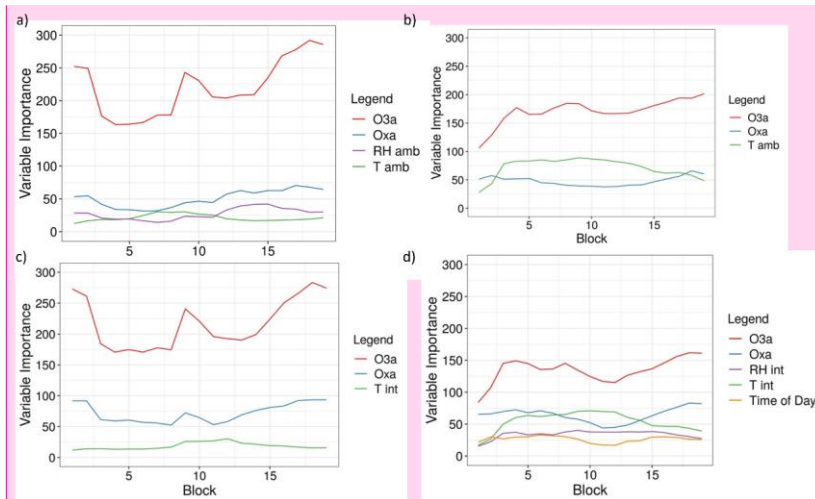 a)
300
250
200
150
100
50
0
Variable Importance
5
10
15
Legend
O3a
Oxa
RH amb
T amb
b)
300
250
200
150
100
50
0
Variable Importance
5
10
15
Block
Legend
O3a
Oxa
T amb
c)
300
250
200
150
100
50
0
Variable Importance
5
10
15
Block
Legend
O3a
Oxa
T int
d)
300
250
200
150
100
50
0
Variable Importance
5
10
15
Block
Legend
O3a
Oxa
RH int
T int
Time of Day